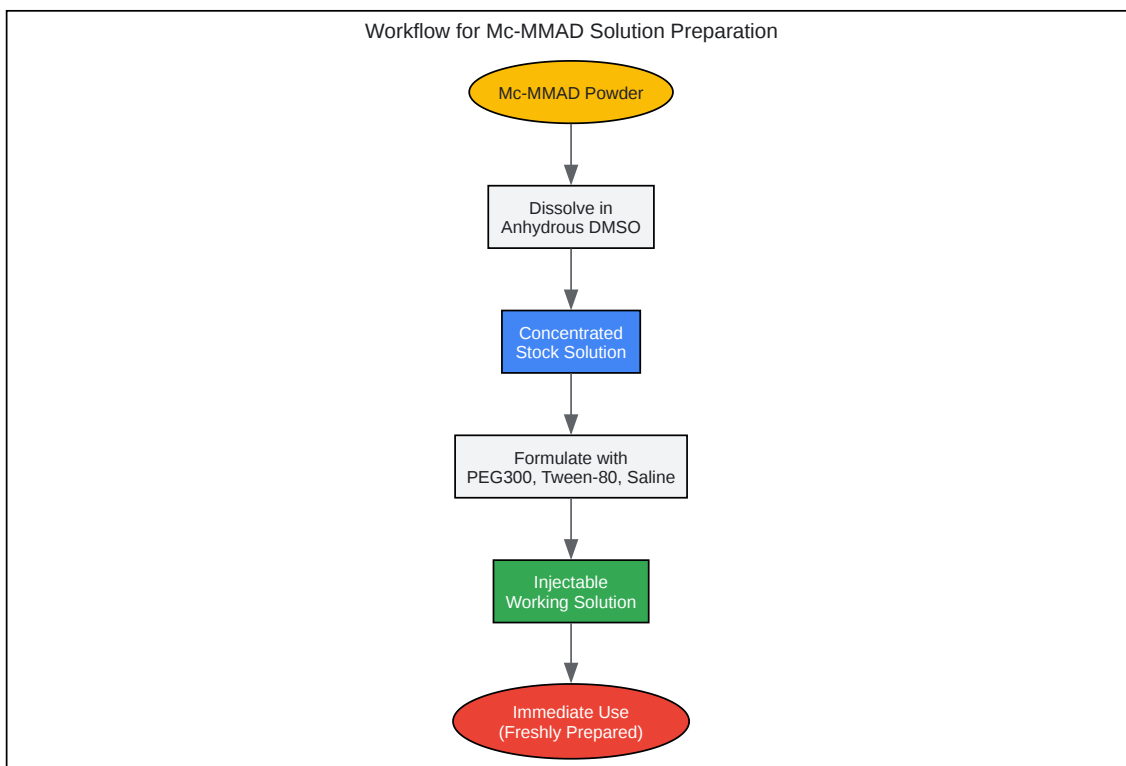 Workflow for Mc-MMAD Solution Preparation
Mc-MMAD Powder
Dissolve in
Anhydrous DMSO
Concentrated
Stock Solution
Formulate with
PEG300, Tween-80, Saline
Injectable
Working Solution
Immediate Use
(Freshly Prepared)